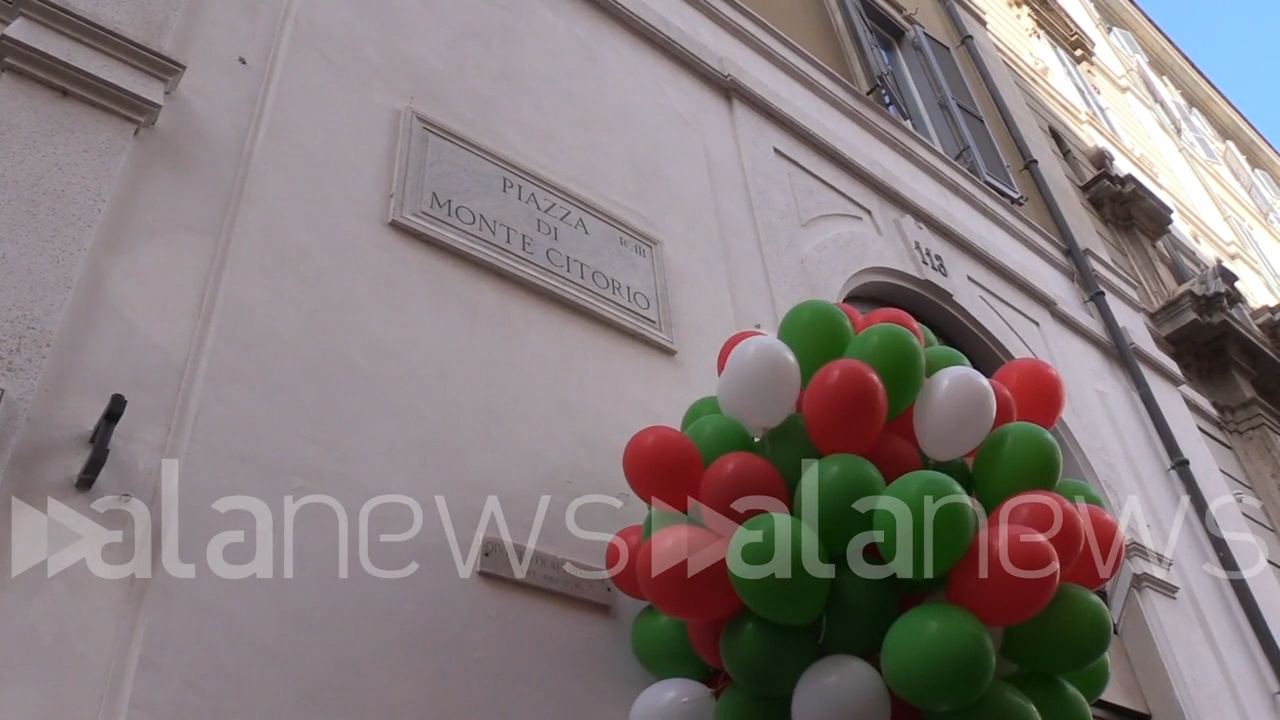 PIAZZA
DI R. III
MONTE CITORIO
113
alanews alanews